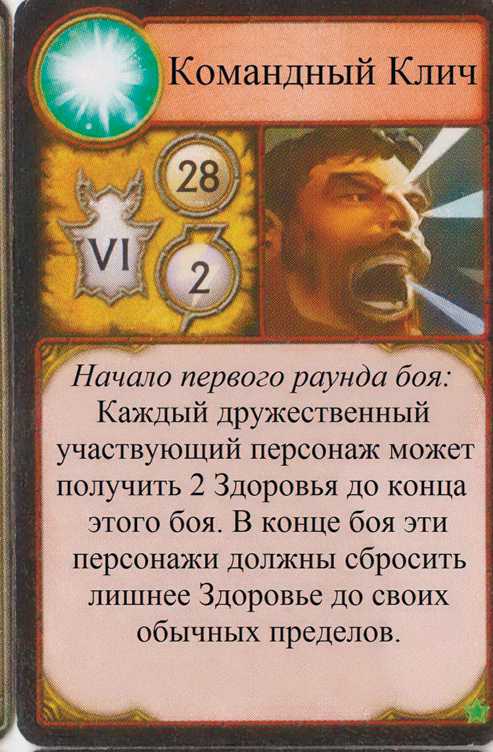 Командный Клич
28
VI
2
Начало первого раунда боя:
Каждый дружественный
участвующий персонаж может
получить 2 Здоровья до конца
этого боя. В конце боя эти
персонажи должны сбросить
лишнее Здоровье до своих
обычных пределов.